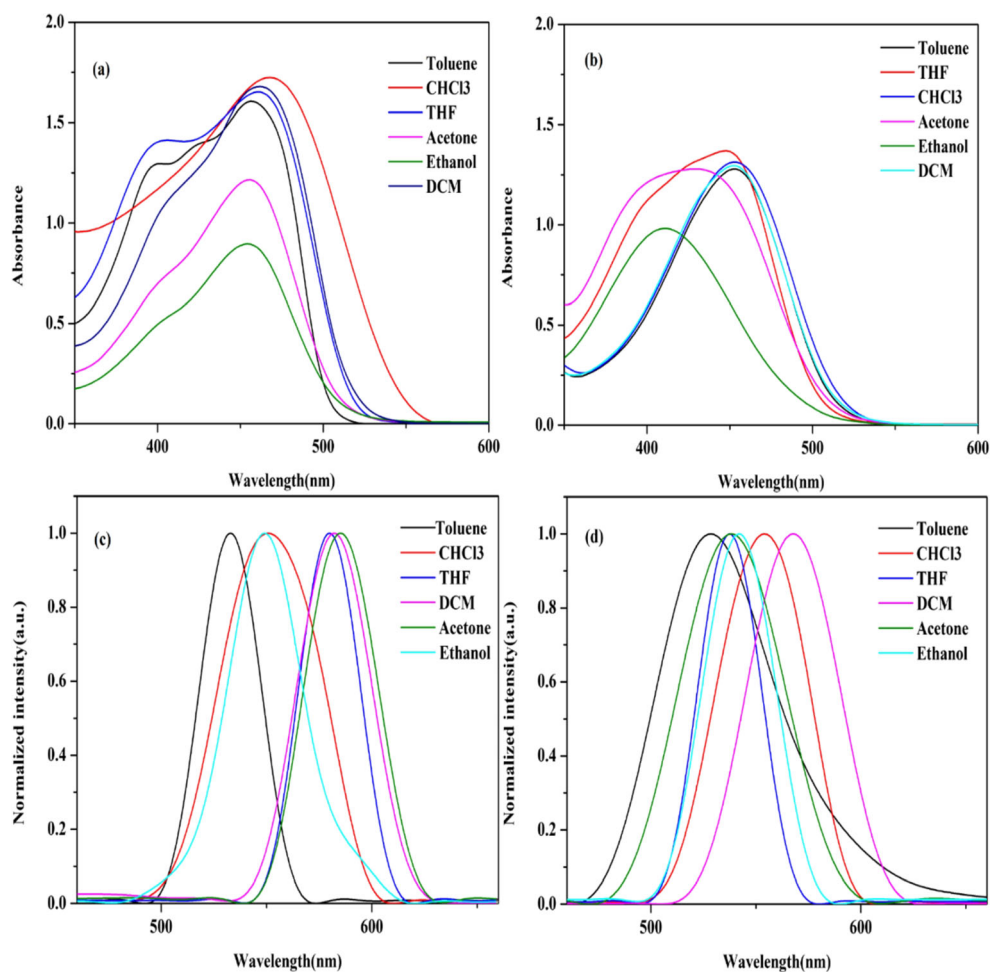 2.0
1.5
1.0
0.5
0.0
Absorbance
(a)
Toluene
CHCl3
THF
Acetone
Ethanol
DCM
400
500
600
Wavelength(nm)
2.0
1.5
1.0
0.5
0.0
Absorbance
(b)
Toluene
THF
CHCl3
Acetone
Ethanol
DCM
400
500
600
Wavelength(nm)
1.0
0.8
0.6
0.4
0.2
0.0
Normalized intensity(a.u.)
(c)
Toluene
CHCl3
THF
DCM
Acetone
Ethanol
500
600
Wavelength(nm)
1.0
0.8
0.6
0.4
0.2
0.0
Normalized intensity(a.u.)
(d)
Toluene
CHCl3
THF
DCM
Acetone
Ethanol
500
600
Wavelength(nm)